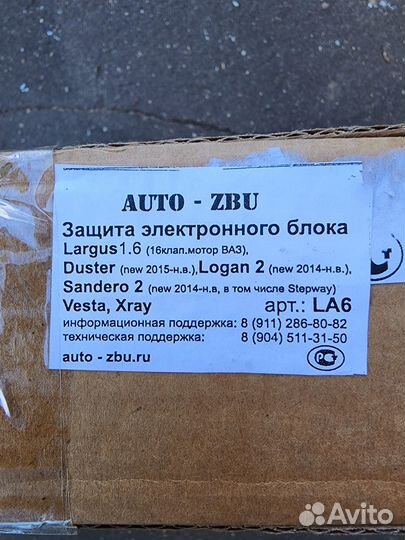 AUTO - ZBU
Защита электронного блока
Largus1.6 (16клап.мотор ВАЗ),
Duster (new 2015-н.в.),Logan 2 (new 2014-н.в.),
Sandero 2 (new 2014-н.в, в том числе Stepway)
Vesta, Xray арт.: LA6
информационная поддержка: 8 (911) 286-80-82
техническая поддержка: 8 (904) 511-31-50
auto - zbu.ru
Avito